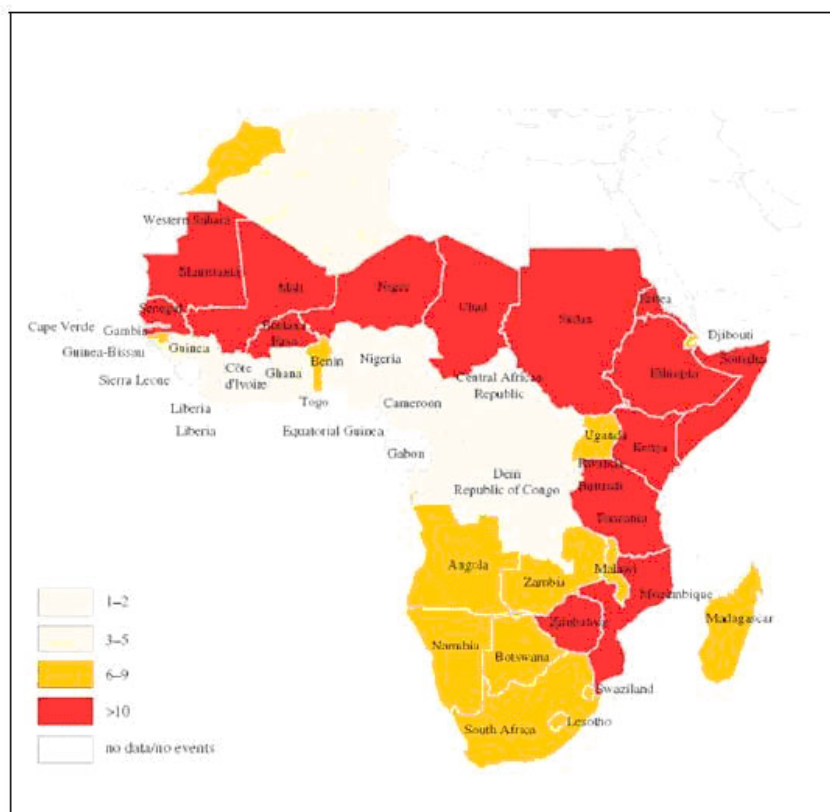 Western Sahara
Mauritania
Mali
Niger
Chad
Sudan
Eritrea
Senegal
Cape Verde
Gambia
Burkina
Faso
Djibouti
Guinea-Bissau
Guinea
Benin
Nigeria
Somalia
Ethiopia
Sierra Leone
Côte
d'Ivoire
Ghana
Central African
Republic
Liberia
Togo
Cameroon
Liberia
Equatorial Guinea
Uganda
Kenya
Gabon
Rwanda
Dem
Republic of Congo
Burundi
Tanzania
Angola
Zambia
Malawi
Mozambique
Madagascar
Zimbabwe
Namibia
Botswana
Swaziland
South Africa
Lesotho
1–2
3–5
6–9
>10
no data/no events